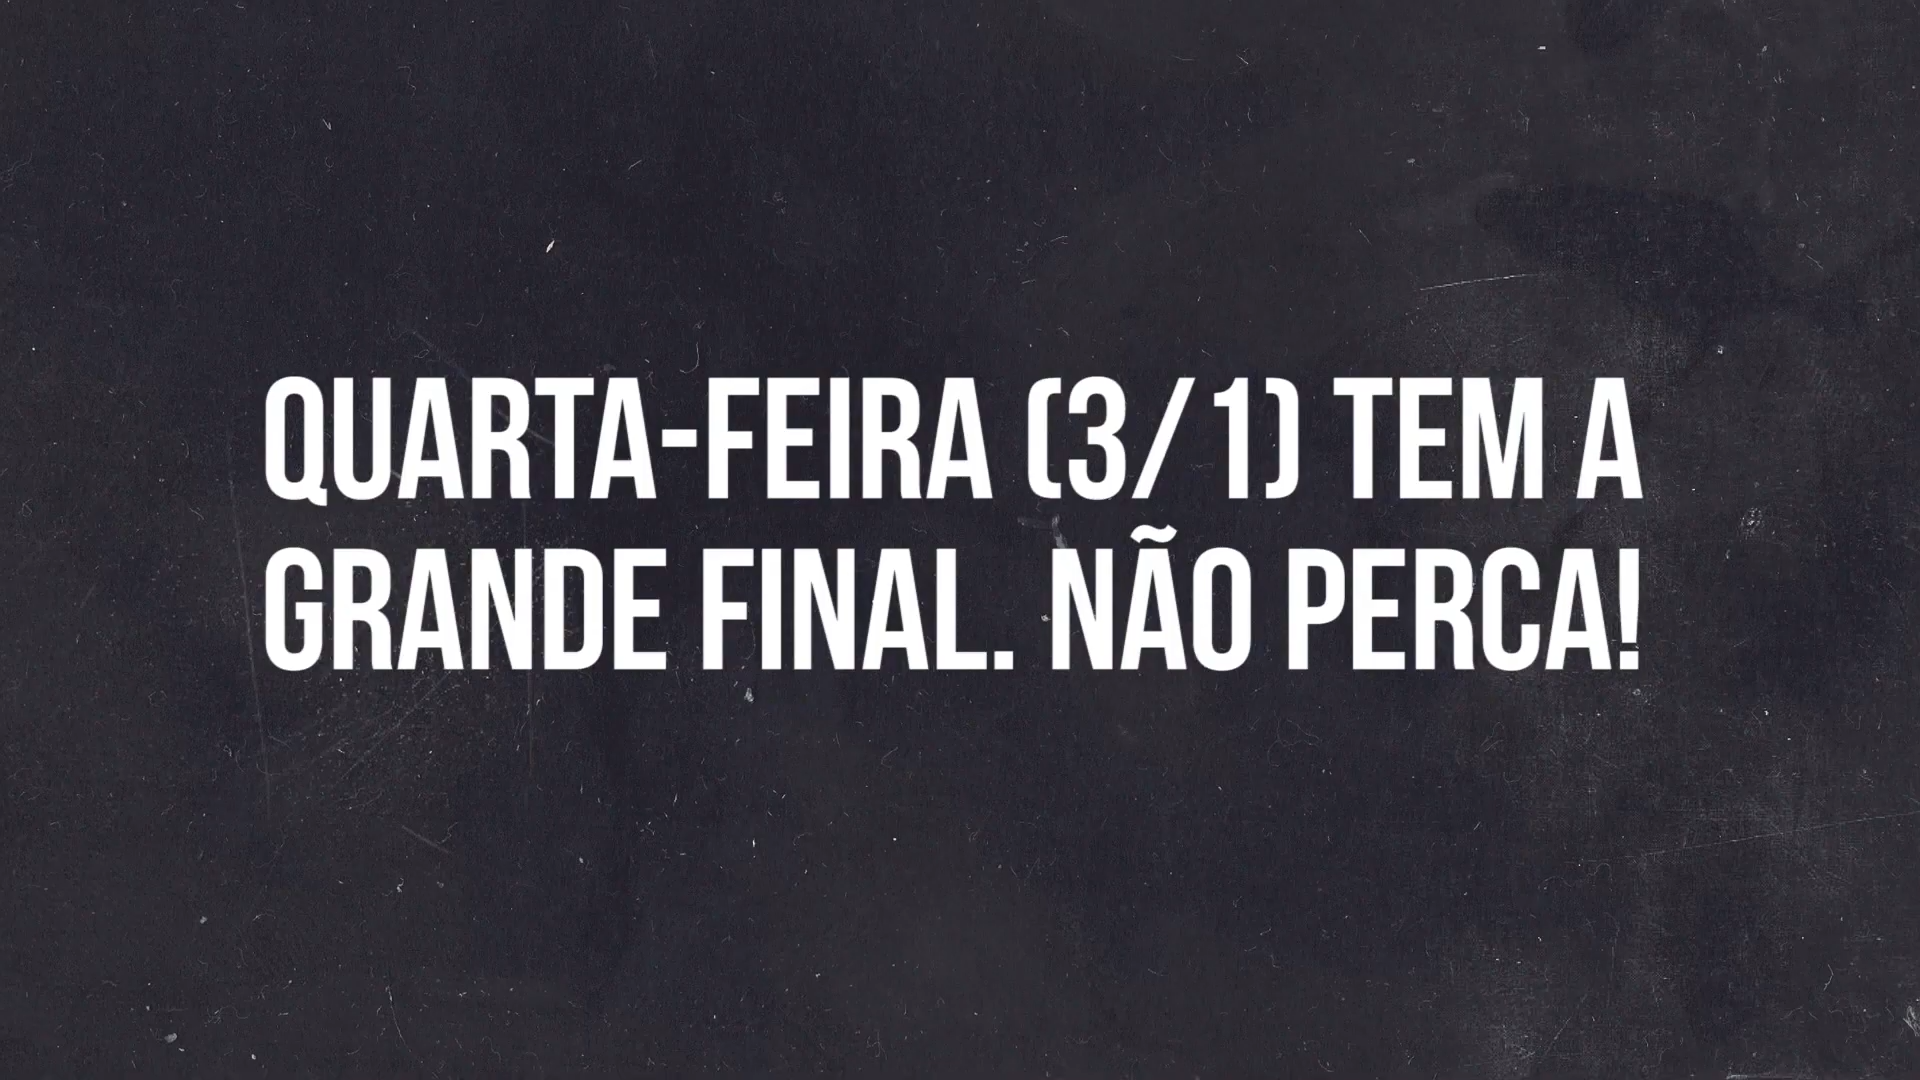 QUARTA-FEIRA (3/1) TEM A
GRANDE FINAL. NÃO PERCA!